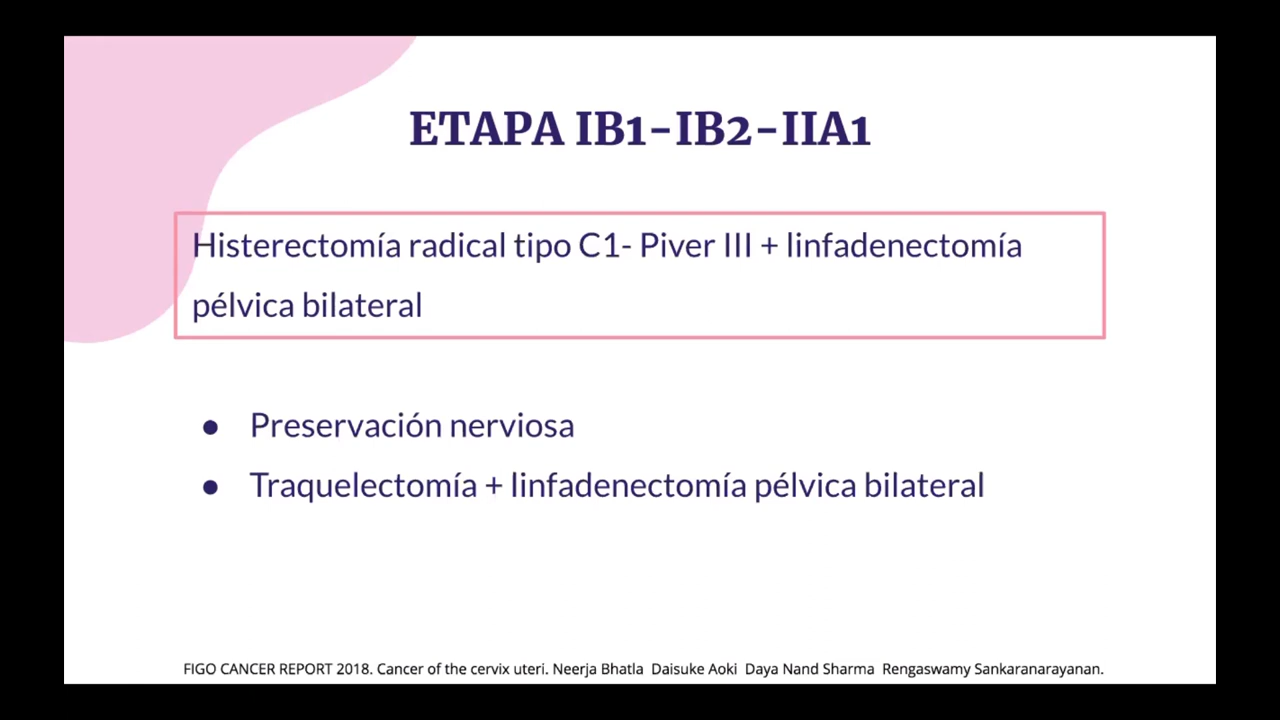 ETAPA IB1-IB2-IIA1
Histerectomía radical tipo C1- Piver III + linfadenectomía
pélvica bilateral
● Preservación nerviosa
● Traquelectomía + linfadenectomía pélvica bilateral
FIGO CANCER REPORT 2018. Cancer of the cervix uteri. Neerja Bhatla Daisuke Aoki Daya Nand Sharma Rengaswamy Sankaranarayanan.